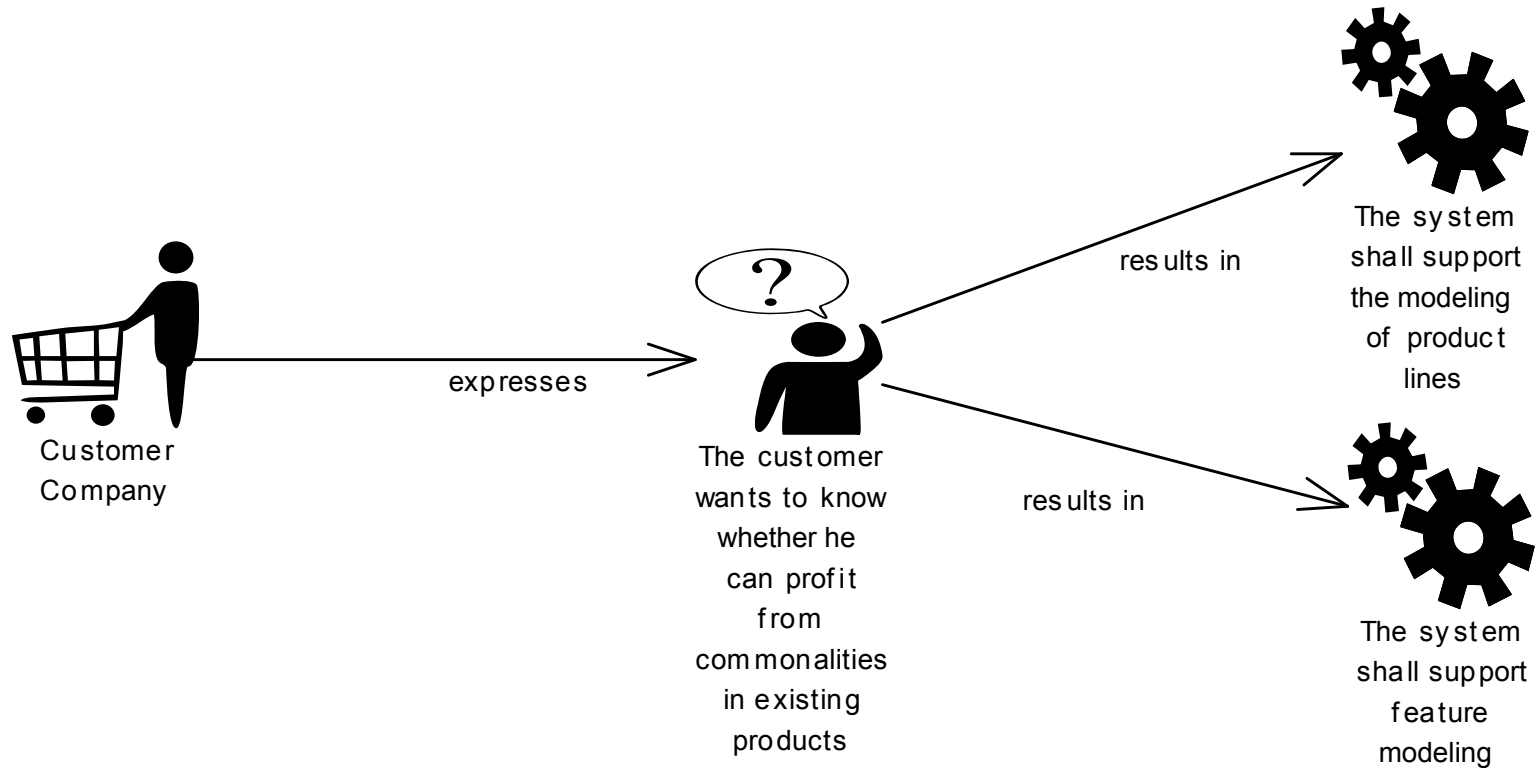 Customer
Company
expresses
?
The customer
wants to know
whether he
can profit
from
commonalities
in existing
products
results in
The system
shall support
the modeling
of product
lines
results in
The system
shall support
feature
modeling